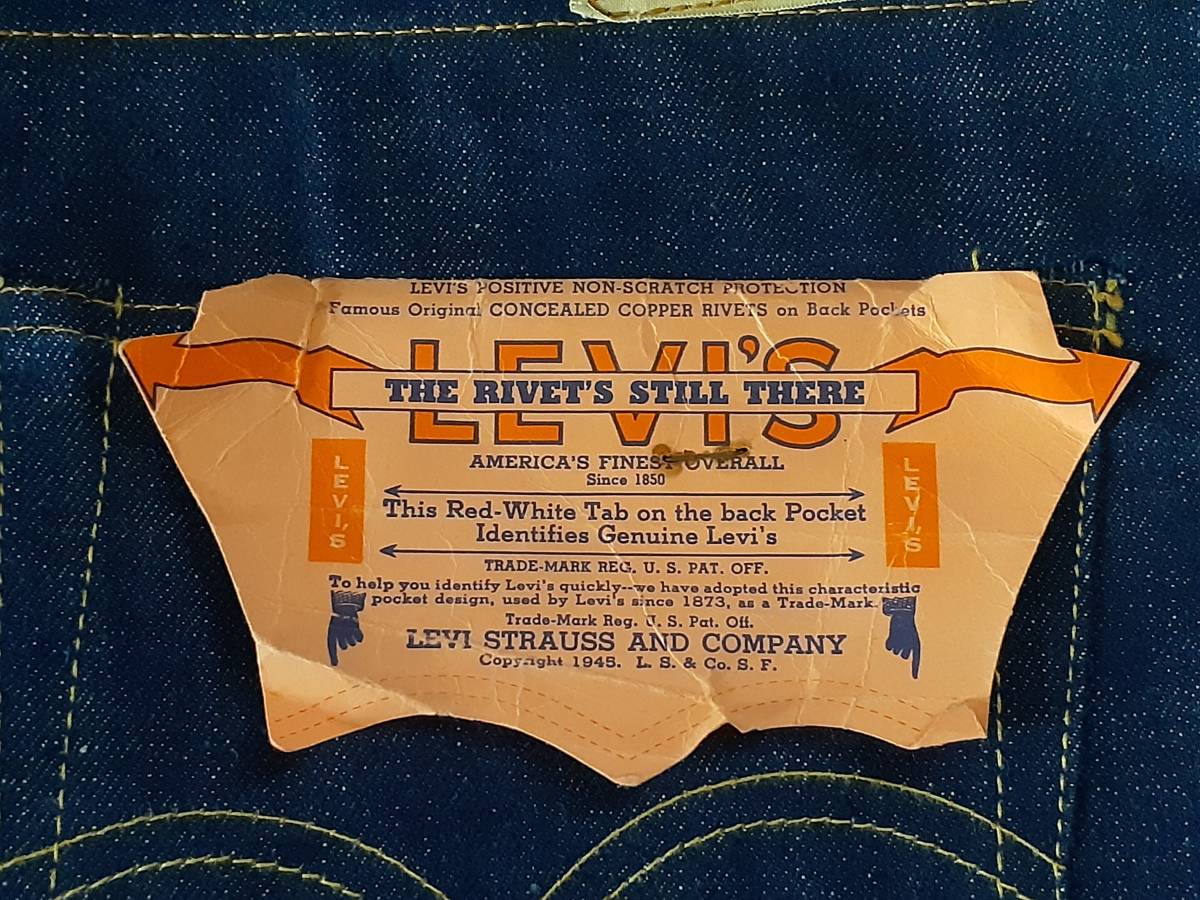 LEVI'S POSITIVE NON-SCRATCH PROTECTION
Famous Original CONCEALED COPPER RIVETS on Back Pockets
LEVI'S
THE RIVET'S STILL THERE
AMERICA'S FINEST OVERALL
Since 1850
LEVI'S
LEVI'S
This Red-White Tab on the back Pocket
Identifies Genuine Levi's
TRADE-MARK REG. U. S. PAT. OFF.
To help you identify Levi's quickly--we have adopted this characteristic
pocket design, used by Levi's since 1873, as a Trade-Mark.
Trade-Mark Reg. U. S. Pat. Off.
LEVI STRAUSS AND COMPANY
Copyright 1945. L. S. & Co. S. F.